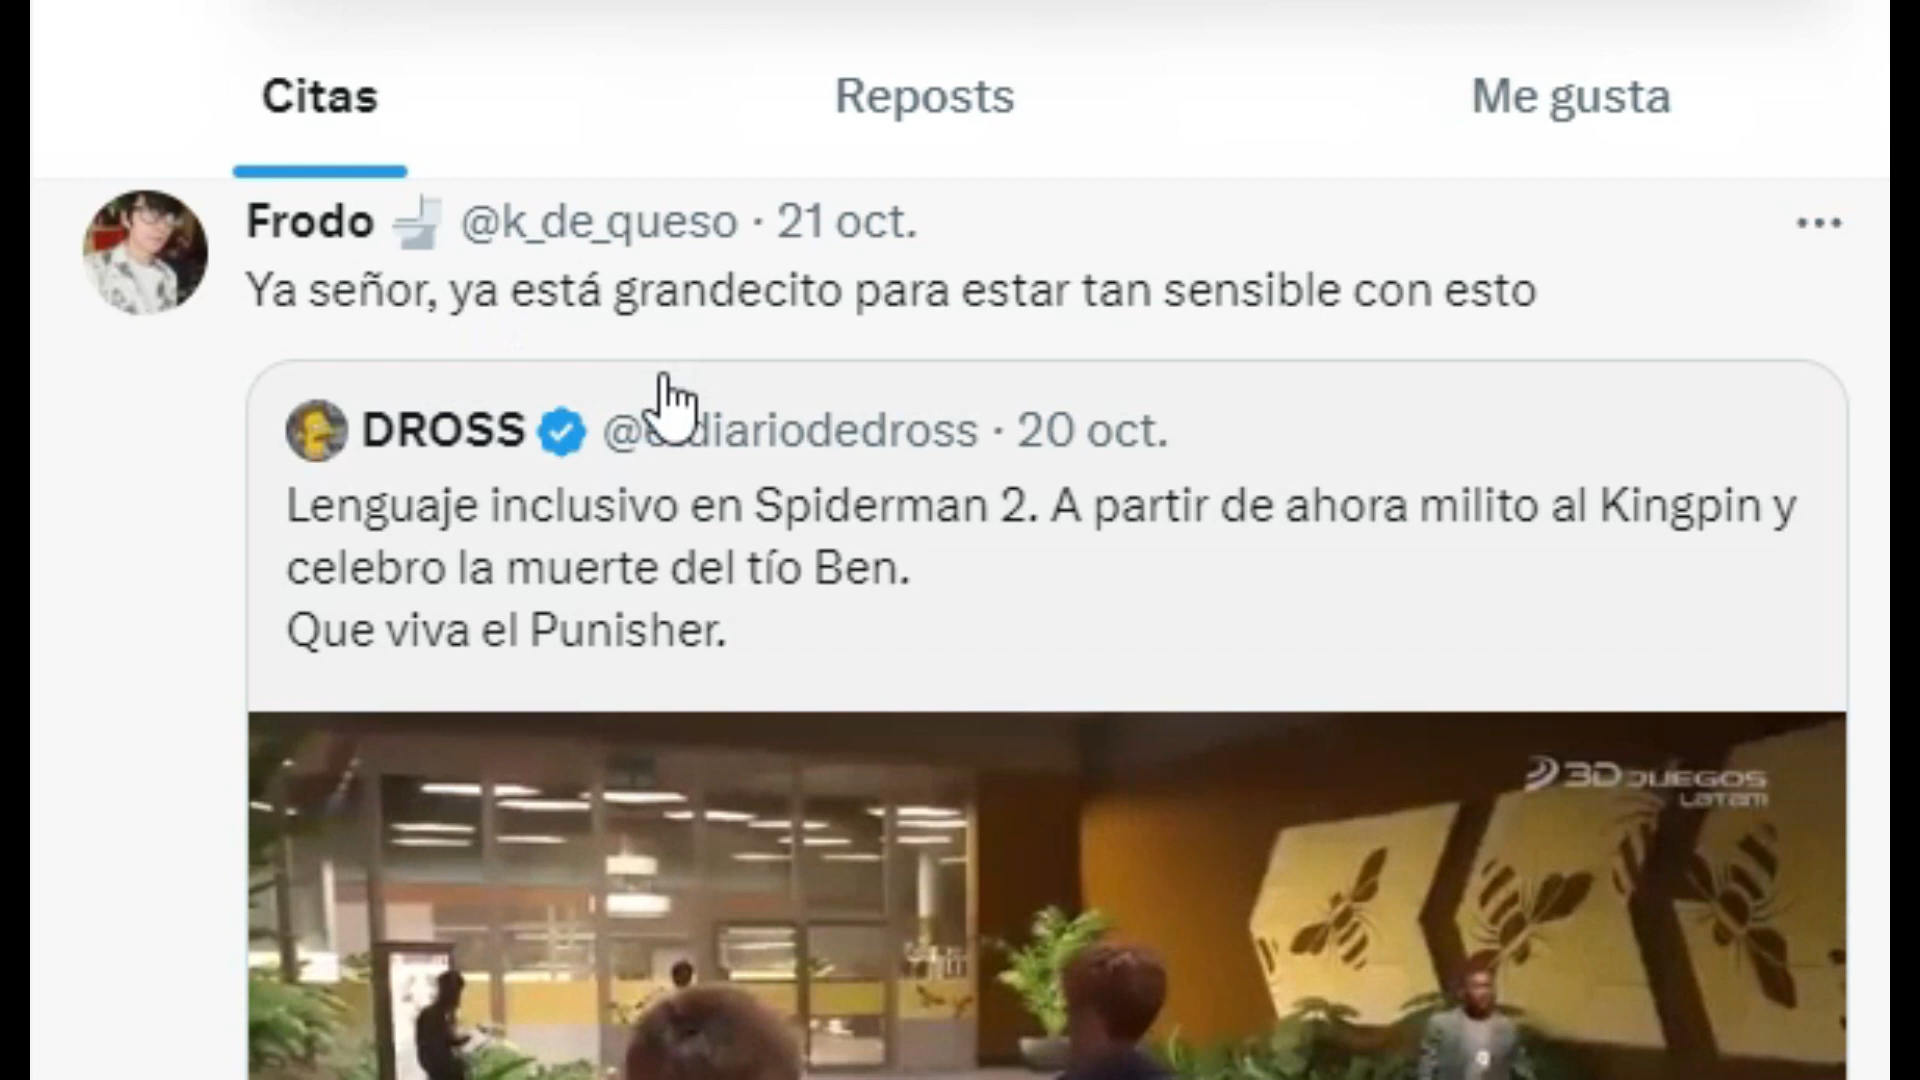 Citas
Reposts
Me gusta
Frodo @k_de_queso · 21 oct.
Ya señor, ya está grandecito para estar tan sensible con esto
DROSS diariodedross · 20 oct.
Lenguaje inclusivo en Spiderman 2. A partir de ahora milito al Kingpin y
celebro la muerte del tío Ben.
Que viva el Punisher.
3DJUEGOS
LATAM